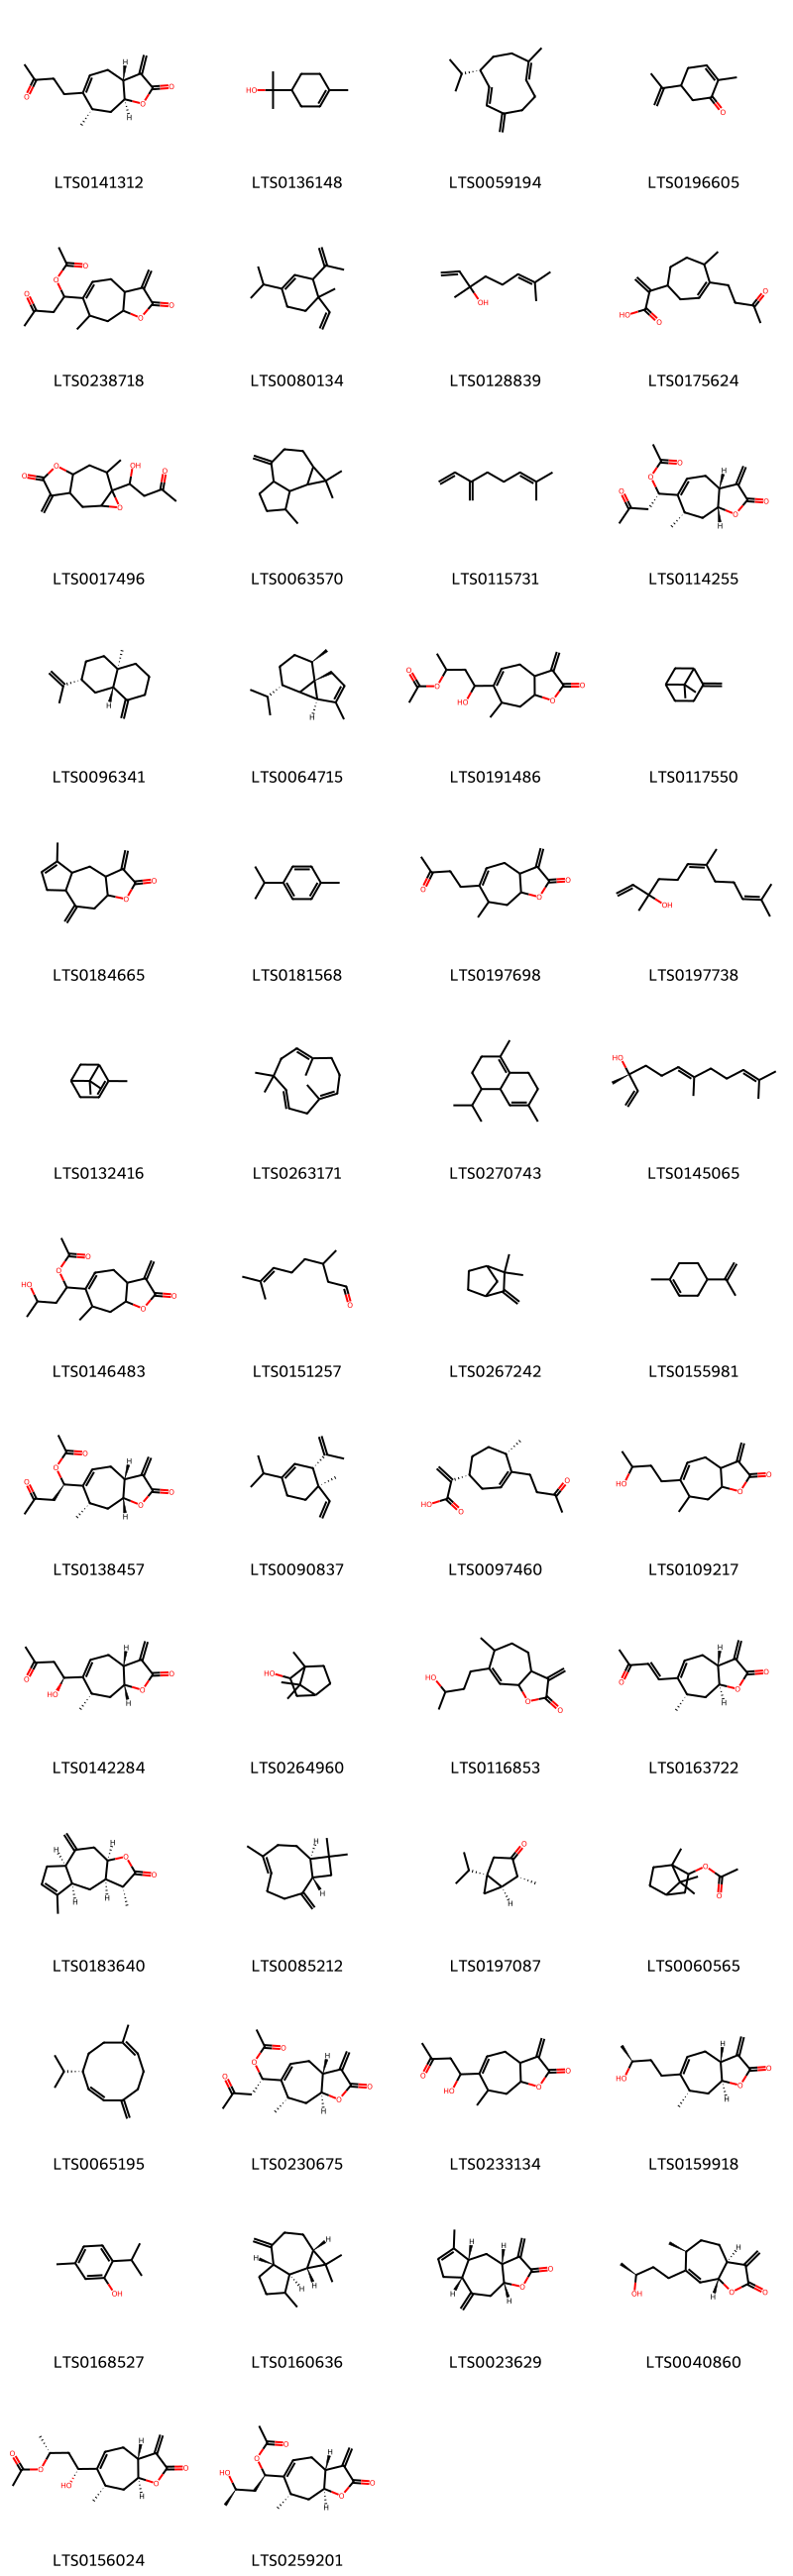 LTS0141312 LTS0136148 LTS0059194 LTS0196605
LTS0238718 LTS0080134 LTS0128839 LTS0175624
LTS0017496 LTS0063570 LTS0115731 LTS0114255
LTS0096341 LTS0064715 LTS0191486 LTS0117550
LTS0184665 LTS0181568 LTS0197698 LTS0197738
LTS0132416 LTS0263171 LTS0270743 LTS0145065
LTS0146483 LTS0151257 LTS0267242 LTS0155981
LTS0138457 LTS0090837 LTS0097460 LTS0109217
LTS0142284 LTS0264960 LTS0116853 LTS0163722
LTS0183640 LTS0085212 LTS0197087 LTS0060565
LTS0065195 LTS0230675 LTS0233134 LTS0159918
LTS0168527 LTS0160636 LTS0023629 LTS0040860
LTS0156024 LTS0259201